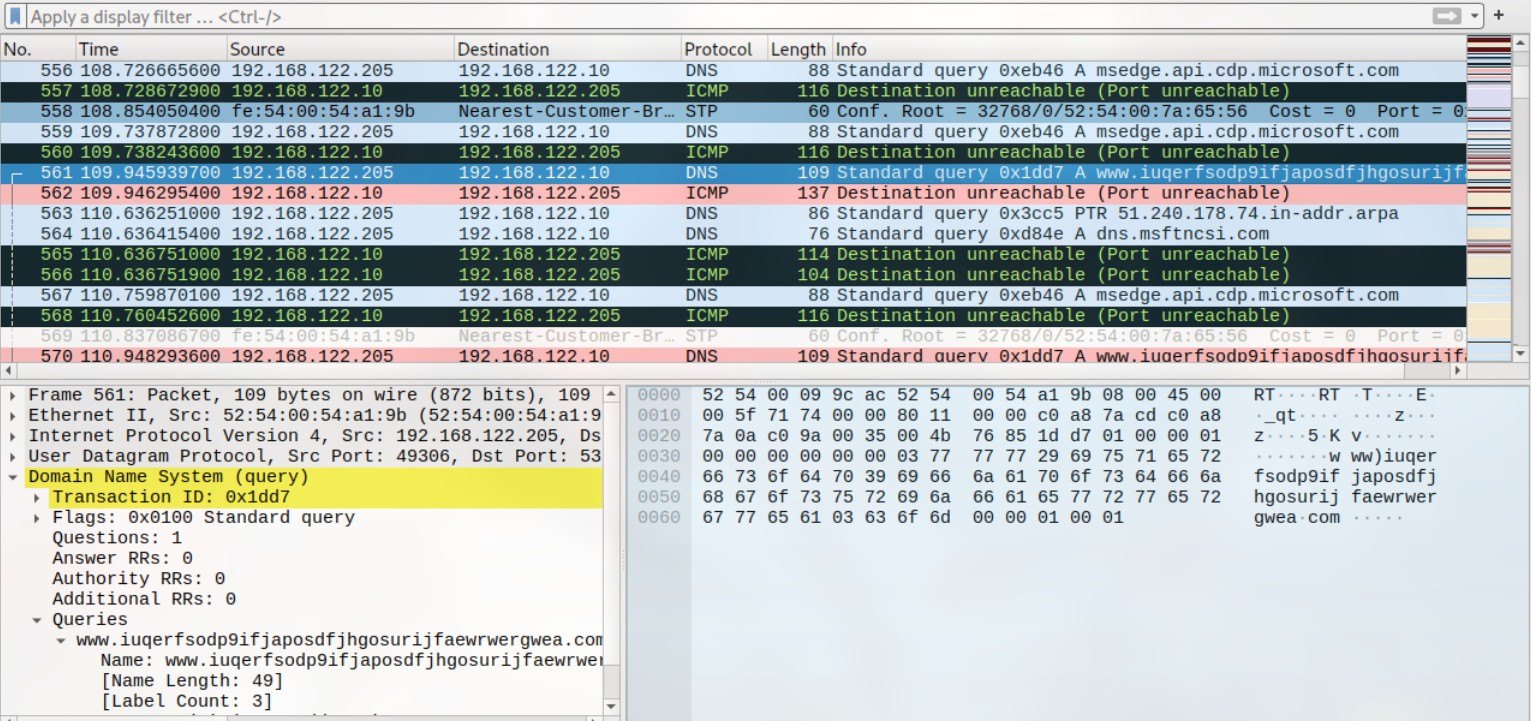 Apply a display filter … <Ctrl-/>
No. Time Source Destination Protocol Length Info
556 108.726665600 192.168.122.205 192.168.122.10 DNS 88 Standard query 0xeb46 A msedge.api.cdp.microsoft.com
557 108.728672900 192.168.122.10 192.168.122.205 ICMP 116 Destination unreachable (Port unreachable)
558 108.854050400 fe:54:00:54:a1:9b Nearest-Customer-Br… STP 60 Conf. Root = 32768/0/52:54:00:7a:65:56 Cost = 0 Port = 0
559 109.737872800 192.168.122.205 192.168.122.10 DNS 88 Standard query 0xeb46 A msedge.api.cdp.microsoft.com
560 109.738243600 192.168.122.10 192.168.122.205 ICMP 116 Destination unreachable (Port unreachable)
561 109.945939700 192.168.122.205 192.168.122.10 DNS 109 Standard query 0x1dd7 A www.iuqerfsodp9ifjaposdfjhgosurijf
562 109.946295400 192.168.122.10 192.168.122.205 ICMP 137 Destination unreachable (Port unreachable)
563 110.636251000 192.168.122.205 192.168.122.10 DNS 86 Standard query 0x3cc5 PTR 51.240.178.74.in-addr.arpa
564 110.636415400 192.168.122.205 192.168.122.10 DNS 76 Standard query 0xd84e A dns.msftncsi.com
565 110.636751000 192.168.122.10 192.168.122.205 ICMP 114 Destination unreachable (Port unreachable)
566 110.636751900 192.168.122.10 192.168.122.205 ICMP 104 Destination unreachable (Port unreachable)
567 110.759870100 192.168.122.205 192.168.122.10 DNS 88 Standard query 0xeb46 A msedge.api.cdp.microsoft.com
568 110.760452600 192.168.122.10 192.168.122.205 ICMP 116 Destination unreachable (Port unreachable)
569 110.837086700 fe:54:00:54:a1:9b Nearest-Customer-Br… STP 60 Conf. Root = 32768/0/52:54:00:7a:65:56 Cost = 0 Port = 0
570 110.948293600 192.168.122.205 192.168.122.10 DNS 109 Standard query 0x1dd7 A www.iuqerfsodp9ifjaposdfjhgosurijf
Frame 561: Packet, 109 bytes on wire (872 bits), 109
Ethernet II, Src: 52:54:00:54:a1:9b (52:54:00:54:a1:9
Internet Protocol Version 4, Src: 192.168.122.205, Ds
User Datagram Protocol, Src Port: 49306, Dst Port: 53
Domain Name System (query)
Transaction ID: 0x1dd7
Flags: 0x0100 Standard query
Questions: 1
Answer RRs: 0
Authority RRs: 0
Additional RRs: 0
Queries
www.iuqerfsodp9ifjaposdfjhgosurijfaewrwergwea.com
Name: www.iuqerfsodp9ifjaposdfjhgosurijfaewrwer
[Name Length: 49]
[Label Count: 3]
0000 52 54 00 09 9c ac 52 54 00 54 a1 9b 08 00 45 00 RT····RT ·T····E·
0010 00 5f 71 74 00 00 80 11 00 00 c0 a8 7a cd c0 a8 ·_qt···· ····z···
0020 7a 0a c0 9a 00 35 00 4b 76 85 1d d7 01 00 00 01 z····5·K v·······
0030 00 00 00 00 00 00 03 77 77 77 29 69 75 71 65 72 ·······w ww)iuqer
0040 66 73 6f 64 70 39 69 66 6a 61 70 6f 73 64 66 6a fsodp9if japosdfj
0050 68 67 6f 73 75 72 69 6a 66 61 65 77 72 77 65 72 hgosurij faewrwer
0060 67 77 65 61 03 63 6f 6d 00 00 01 00 01 gwea·com ·····